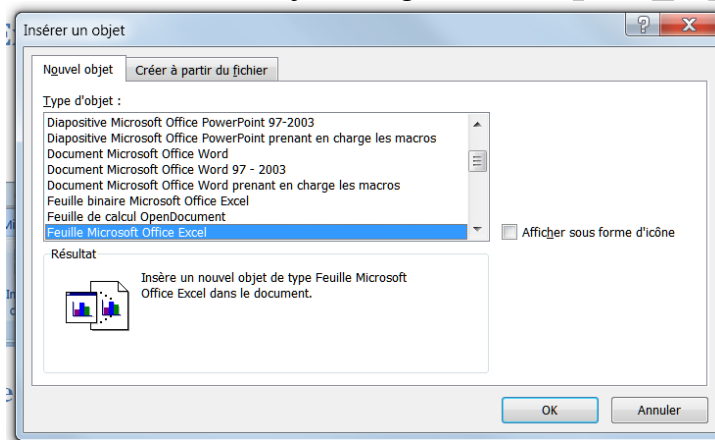 Insérer un objet
Nouvel objet
Créer à partir du fichier
Type d'objet :
Diapositive Microsoft Office PowerPoint 97-2003
Diapositive Microsoft Office PowerPoint prenant en charge les macros
Document Microsoft Office Word
Document Microsoft Office Word 97 - 2003
Document Microsoft Office Word prenant en charge les macros
Feuille binaire Microsoft Office Excel
Feuille de calcul OpenDocument
Feuille Microsoft Office Excel
Afficher sous forme d'icône
Résultat
Insère un nouvel objet de type Feuille Microsoft
Office Excel dans le document.
OK
Annuler